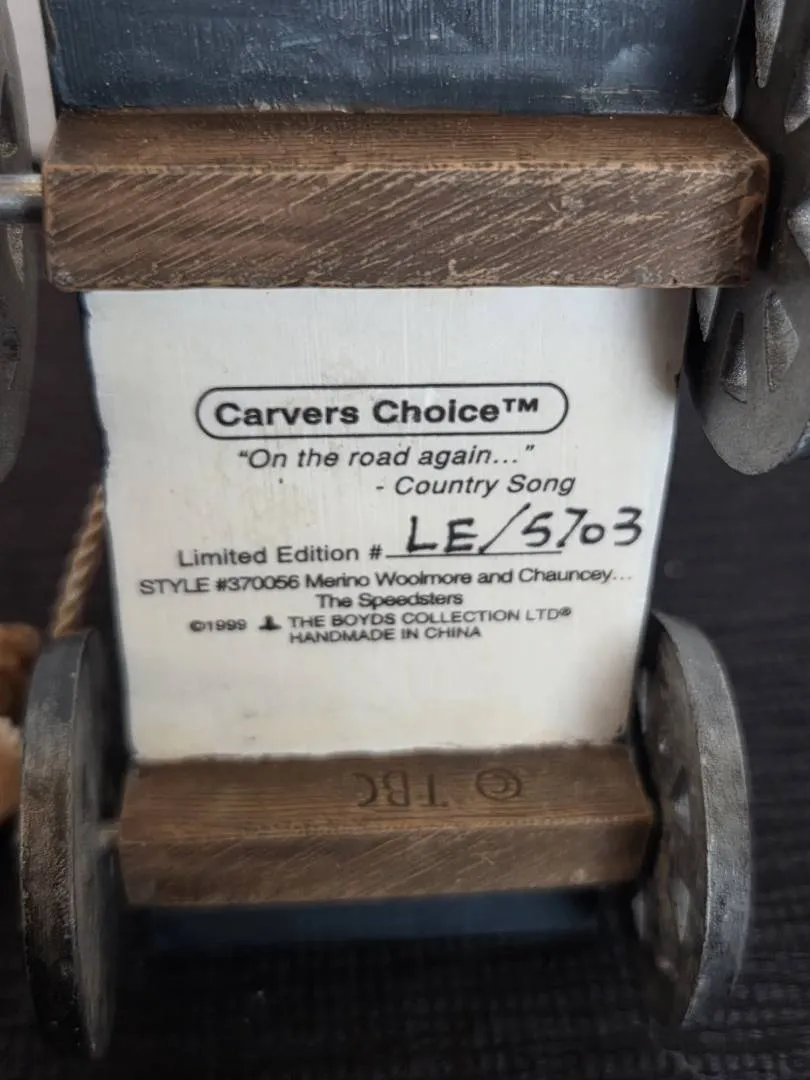 Carvers Choice™
“On the road again...”
- Country Song
Limited Edition # LE/5703
STYLE #370056 Merino Woolmore and Chauncey...
The Speedsters
©1999 THE BOYDS COLLECTION LTD®
HANDMADE IN CHINA
© TBC